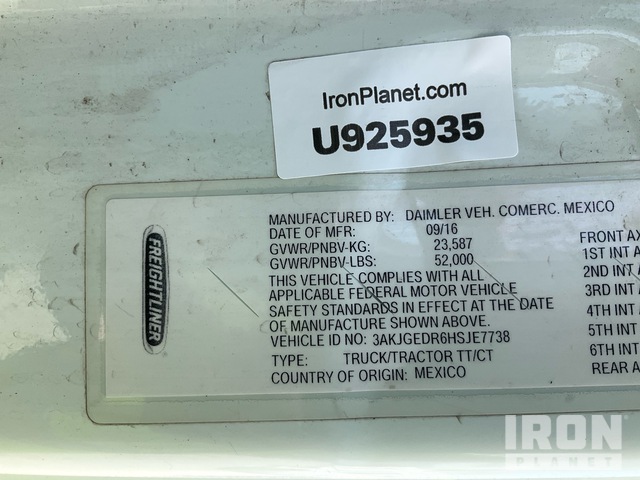 IronPlanet.com
U925935
FREIGHTLINER
MANUFACTURED BY: DAIMLER VEH. COMERC. MEXICO
DATE OF MFR: 09/16
GVWR/PNBV-KG: 23,587
GVWR/PNBV-LBS: 52,000
THIS VEHICLE COMPLIES WITH ALL
APPLICABLE FEDERAL MOTOR VEHICLE
SAFETY STANDARDS IN EFFECT AT THE DATE
OF MANUFACTURE SHOWN ABOVE.
VEHICLE ID NO: 3AKJGEDR6HSJE7738
TYPE: TRUCK/TRACTOR TT/CT
COUNTRY OF ORIGIN: MEXICO
FRONT AX
1ST INT A
2ND INT A
3RD INT A
4TH INT A
5TH INT
6TH INT
REAR A
IRON
PLANET